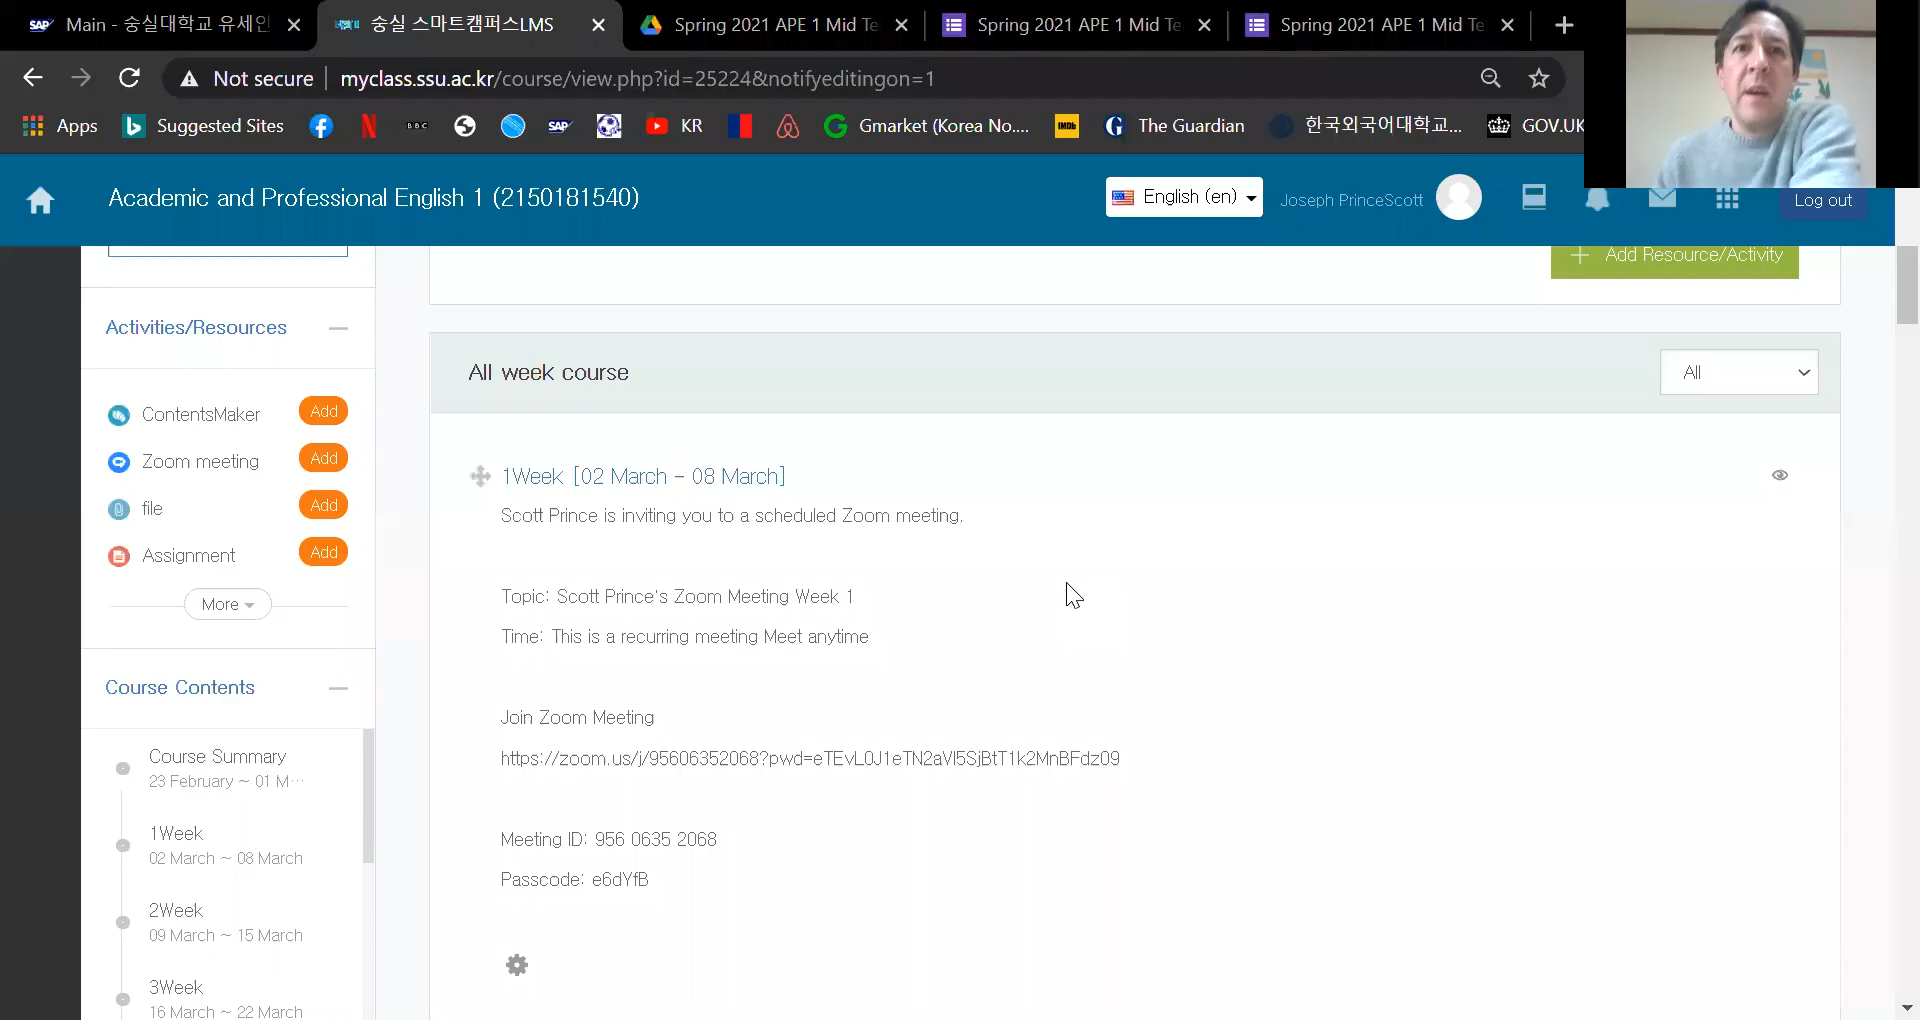 SAP Main - 숭실대학교 유세인
숭실 스마트캠퍼스LMS
Spring 2021 APE 1 Mid Te
Spring 2021 APE 1 Mid Te
Spring 2021 APE 1 Mid Te
Not secure myclass.ssu.ac.kr/course/view.php?id=25224&notifyeditingon=1
Apps Suggested Sites BBC SAP KR Gmarket (Korea No.... IMDb The Guardian 한국외국어대학교... GOV.UK
Academic and Professional English 1 (2150181540)
English (en)
Joseph PrinceScott
Log out
Add Resource/Activity
Activities/Resources
ContentsMaker Add
Zoom meeting Add
file Add
Assignment Add
More
Course Contents
Course Summary
23 February ~ 01 M···
1Week
02 March ~ 08 March
2Week
09 March ~ 15 March
3Week
16 March ~ 22 March
All week course
All
1Week [02 March - 08 March]
Scott Prince is inviting you to a scheduled Zoom meeting.
Topic: Scott Prince's Zoom Meeting Week 1
Time: This is a recurring meeting Meet anytime
Join Zoom Meeting
https://zoom.us/j/95606352068?pwd=eTEvL0J1eTN2aVl5SjBtT1k2MnBFdz09
Meeting ID: 956 0635 2068
Passcode: e6dYfB